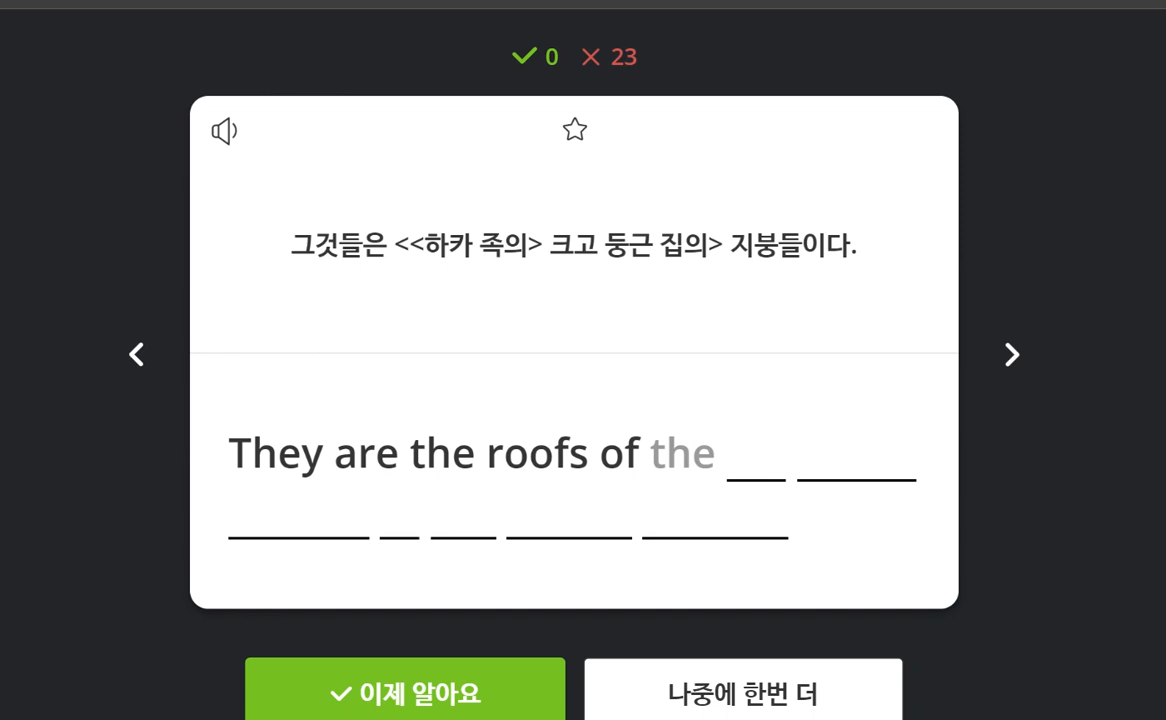 0 23
그것들은 <<하카 족의> 크고 둥근 집의> 지붕들이다.
They are the roofs of the
이제 알아요
나중에 한번 더